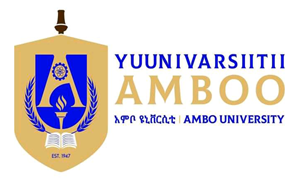 YUUNIVARSIITII
AMBOO
አምቦ ዩኒቨርሲቲ | AMBO UNIVERSITY
A
EST. 1947